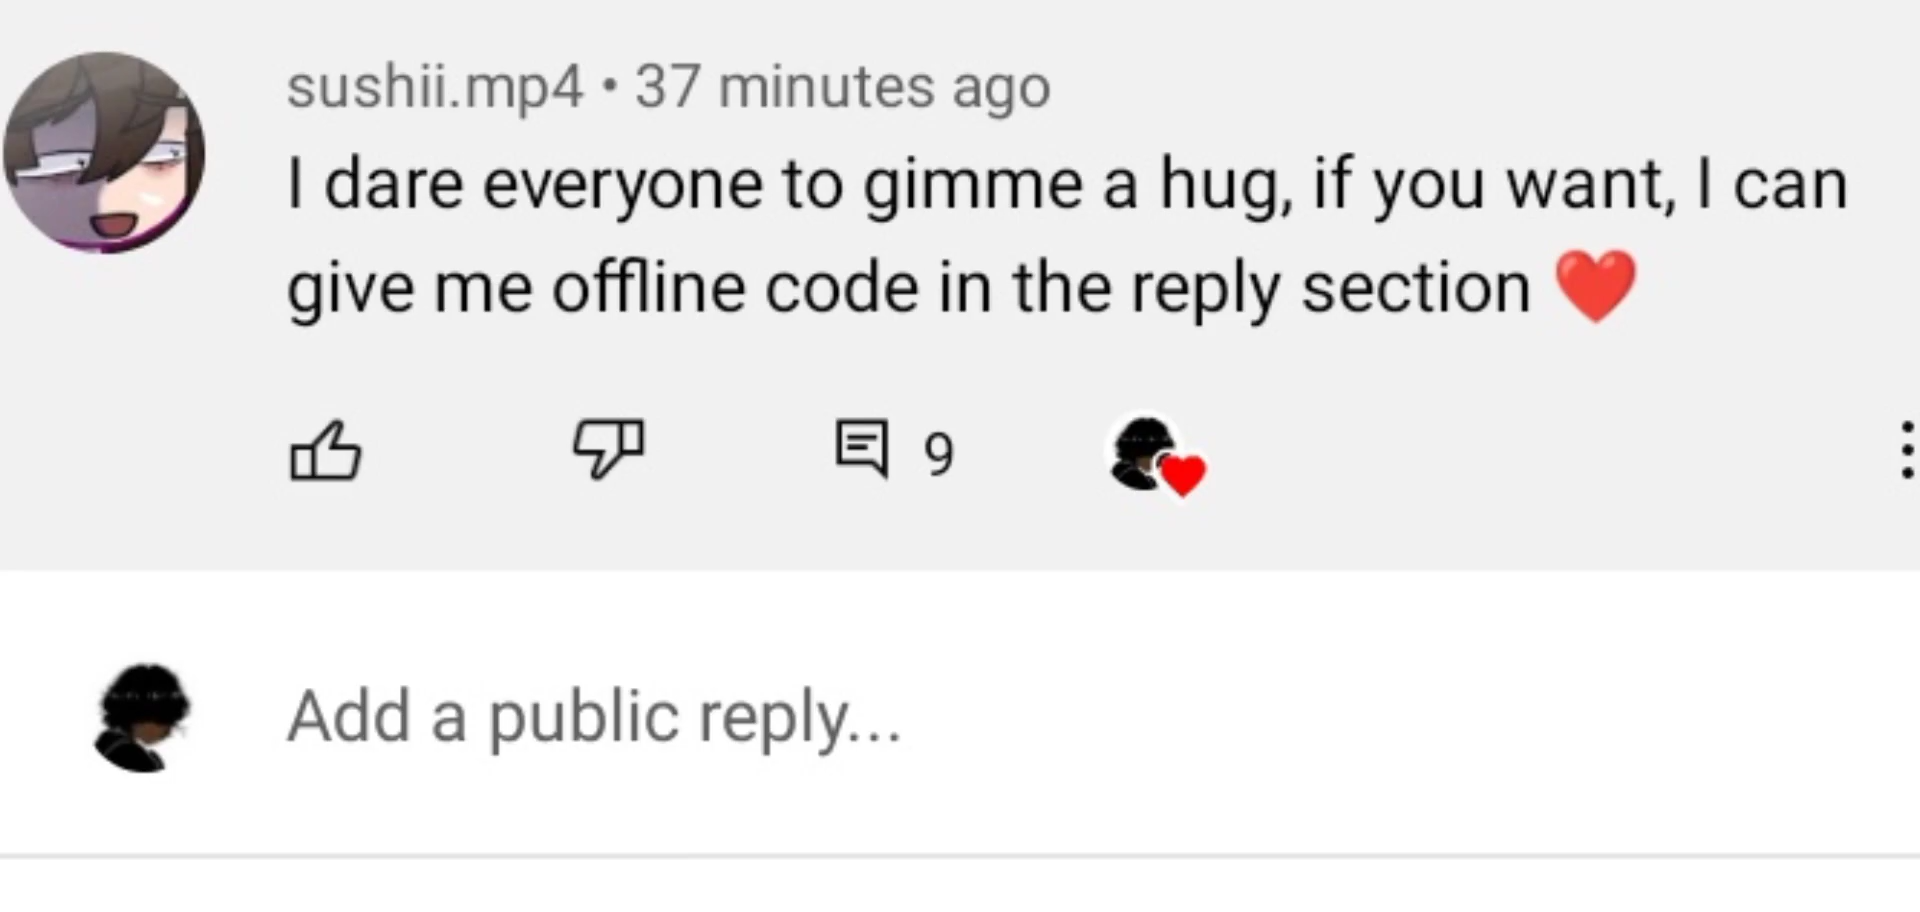 sushii.mp4 • 37 minutes ago
I dare everyone to gimme a hug, if you want, I can
give me offline code in the reply section ❤️
9
Add a public reply...